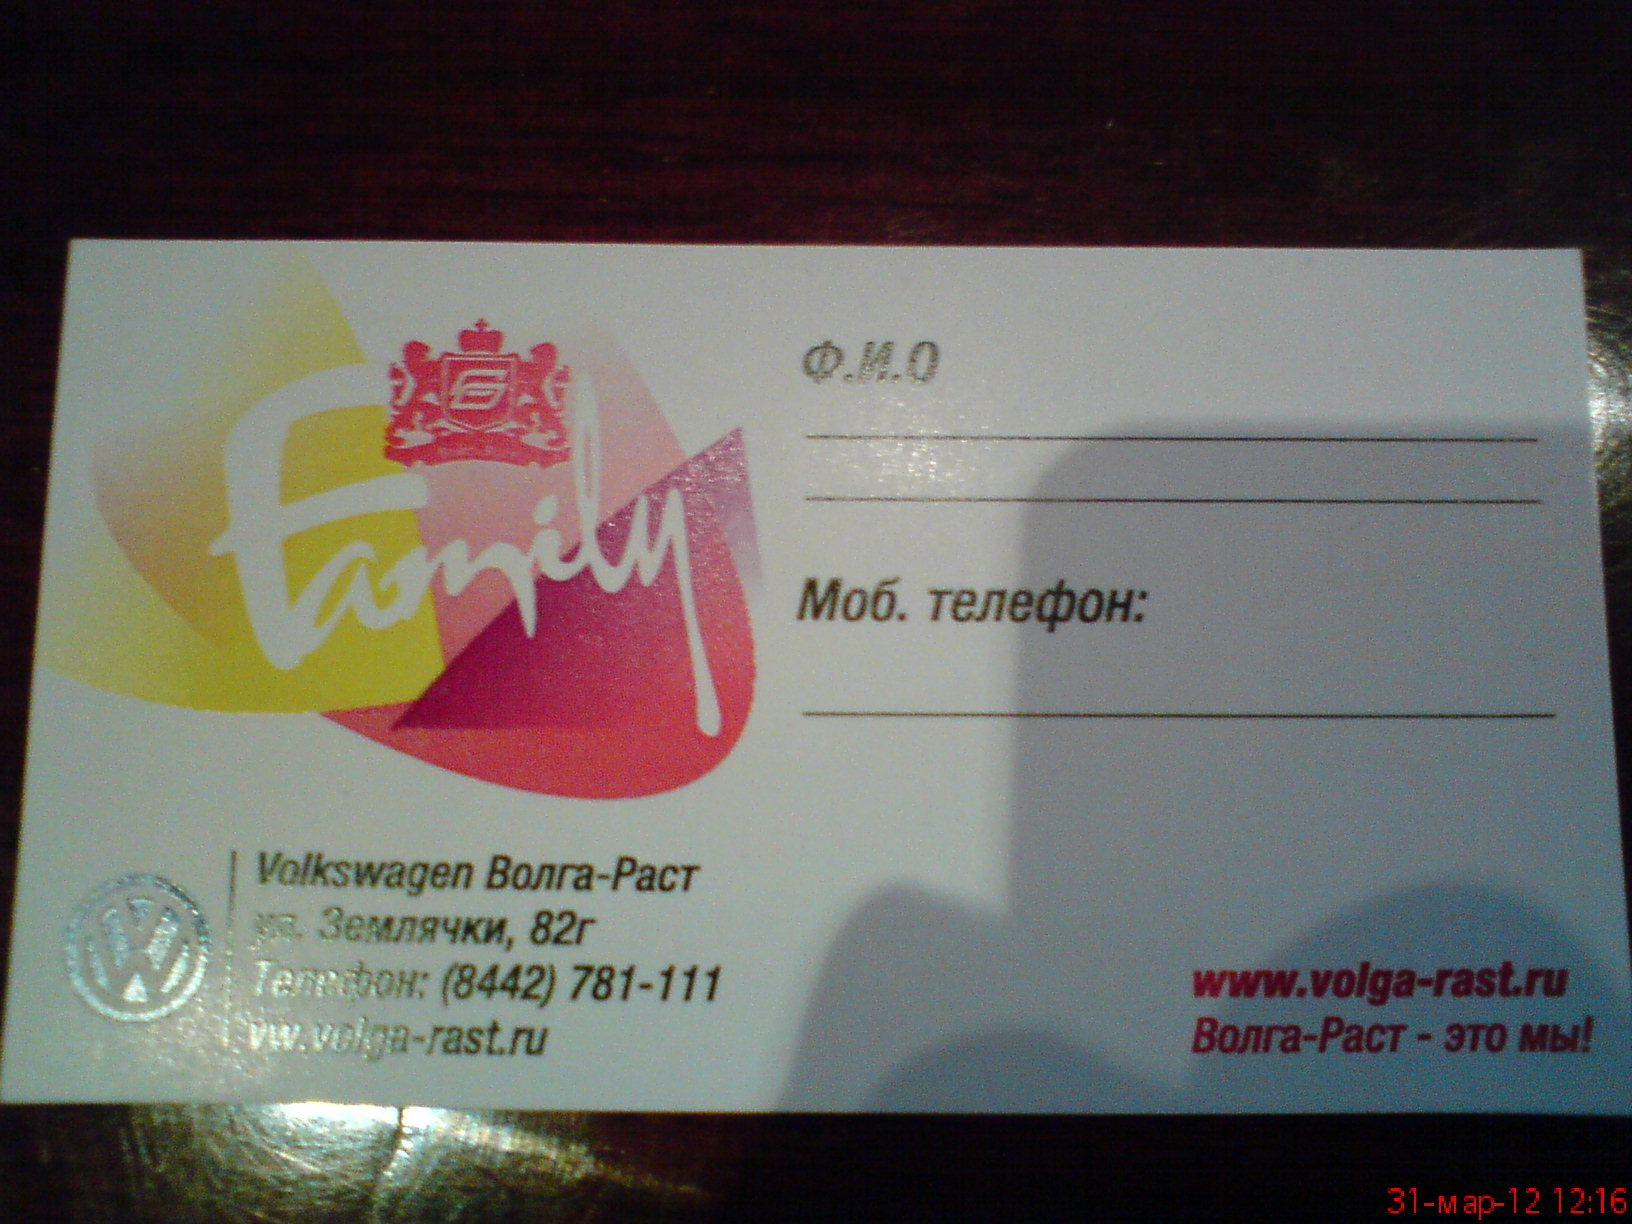 Family
Ф.И.О
Моб. телефон:
Volkswagen Волга-Раст
ул. Землячки, 82г
Телефон: (8442) 781-111
vw.volga-rast.ru
www.volga-rast.ru
Волга-Раст - это мы!
31-мар-12 12:16